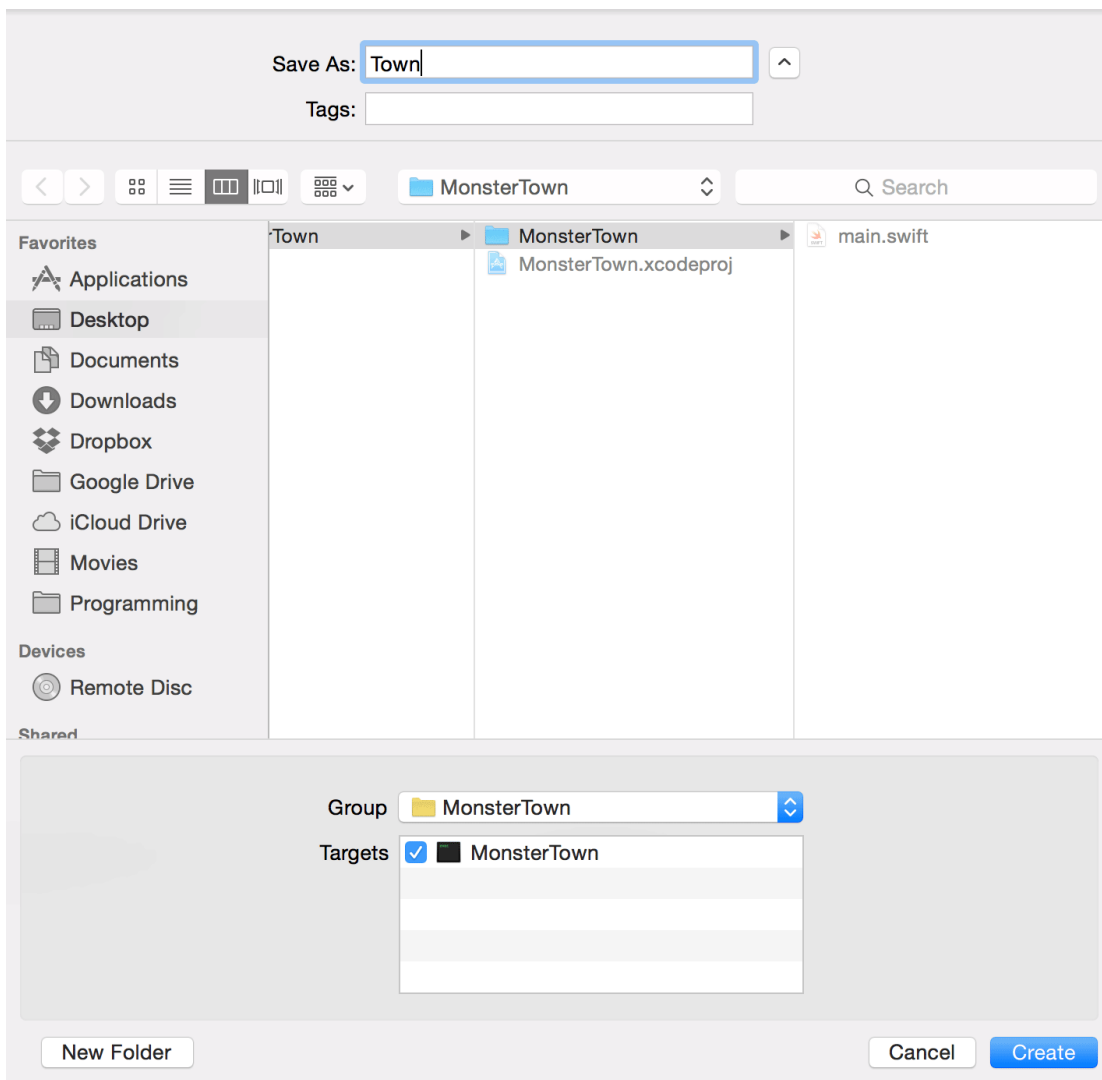 Save As: Town
Tags:
MonsterTown
Search
Favorites
Applications
Desktop
Documents
Downloads
Dropbox
Google Drive
iCloud Drive
Movies
Programming
Devices
Remote Disc
Shared
Town
MonsterTown
MonsterTown.xcodeproj
main.swift
Group MonsterTown
Targets MonsterTown
New Folder
Cancel
Create